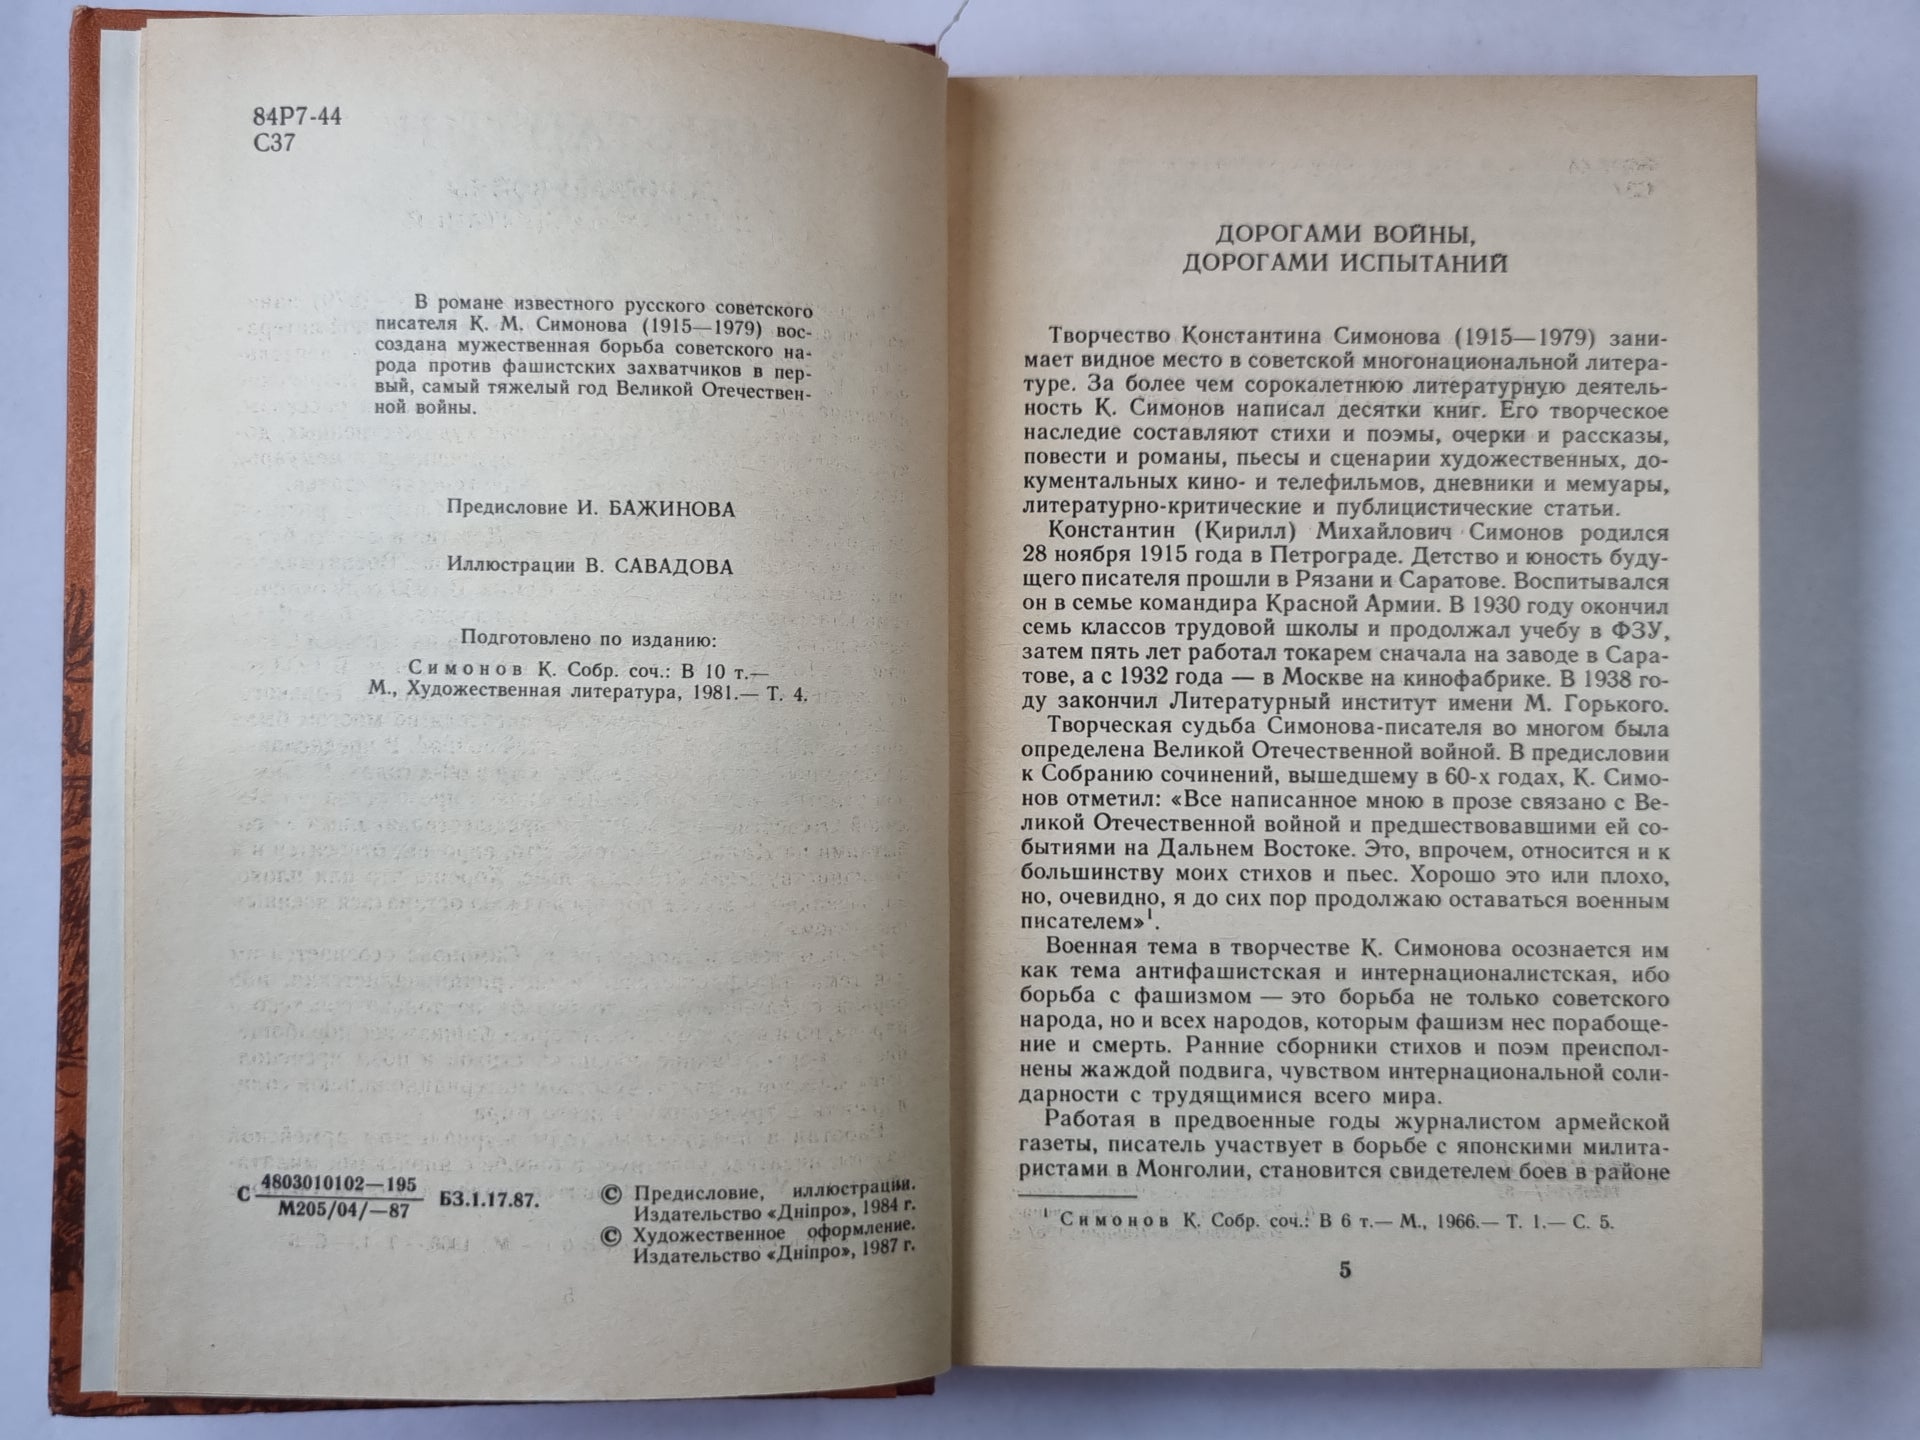 84Р7-44
С37
В романе известного русского советского
писателя К. М. Симонова (1915—1979) вос-
создана мужественная борьба советского на-
рода против фашистских захватчиков в пер-
вый, самый тяжелый год Великой Отечествен-
ной войны.
Предисловие И. БАЖИНОВА
Иллюстрации В. САВАДОВА
Подготовлено по изданию:
Симонов К. Собр. соч.: В 10 т.—
М., Художественная литература, 1981.— Т. 4.
С 4803010102—195
М205/04/—87
БЗ.1.17.87.
© Предисловие, иллюстрации.
Издательство «Дніпро», 1984 г.
© Художественное оформление.
Издательство «Дніпро», 1987 г.
ДОРОГАМИ ВОЙНЫ,
ДОРОГАМИ ИСПЫТАНИЙ
Творчество Константина Симонова (1915—1979) зани-
мает видное место в советской многонациональной литера-
туре. За более чем сорокалетнюю литературную деятель-
ность К. Симонов написал десятки книг. Его творческое
наследие составляют стихи и поэмы, очерки и рассказы,
повести и романы, пьесы и сценарии художественных, до-
кументальных кино- и телефильмов, дневники и мемуары,
литературно-критические и публицистические статьи.
Константин (Кирилл) Михайлович Симонов родился
28 ноября 1915 года в Петрограде. Детство и юность буду-
щего писателя прошли в Рязани и Саратове. Воспитывался
он в семье командира Красной Армии. В 1930 году окончил
семь классов трудовой школы и продолжал учебу в ФЗУ,
затем пять лет работал токарем сначала на заводе в Сара-
тове, а с 1932 года — в Москве на кинофабрике. В 1938 го-
ду закончил Литературный институт имени М. Горького.
Творческая судьба Симонова-писателя во многом была
определена Великой Отечественной войной. В предисловии
к Собранию сочинений, вышедшему в 60-х годах, К. Симо-
нов отметил: «Все написанное мною в прозе связано с Ве-
ликой Отечественной войной и предшествовавшими ей со-
бытиями на Дальнем Востоке. Это, впрочем, относится и к
большинству моих стихов и пьес. Хорошо это или плохо,
но, очевидно, я до сих пор продолжаю оставаться военным
писателем»¹.
Военная тема в творчестве К. Симонова осознается им
как тема антифашистская и интернационалистская, ибо
борьба с фашизмом — это борьба не только советского
народа, но и всех народов, которым фашизм нес порабоще-
ние и смерть. Ранние сборники стихов и поэм преиспол-
нены жаждой подвига, чувством интернациональной соли-
дарности с трудящимися всего мира.
Работая в предвоенные годы журналистом армейской
газеты, писатель участвует в борьбе с японскими милита-
ристами в Монголии, становится свидетелем боев в районе
¹ Симонов К. Собр. соч.: В 6 т.— М., 1966.— Т. 1.— С. 5.
5